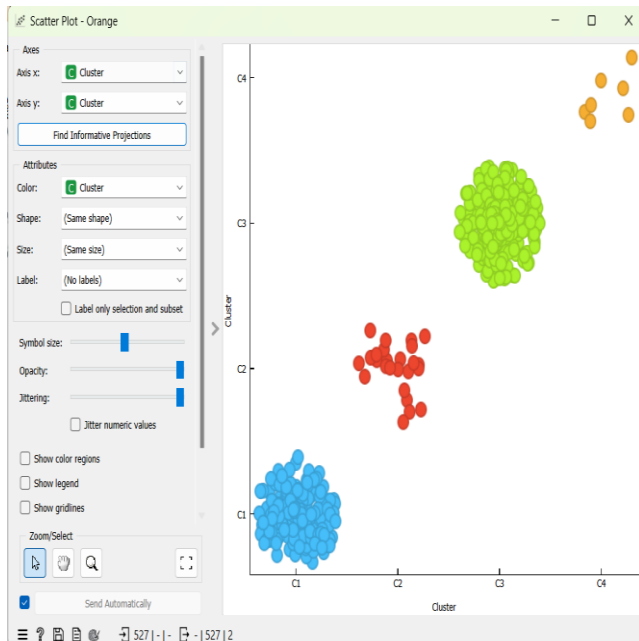 Scatter Plot - Orange
Axes
Axis x: C Cluster
Axis y: C Cluster
Find Informative Projections
Attributes
Color: C Cluster
Shape: (Same shape)
Size: (Same size)
Label: (No labels)
Label only selection and subset
Symbol size:
Opacity:
Jittering:
Jitter numeric values
Show color regions
Show legend
Show gridlines
Zoom/Select
Send Automatically
527 | - | - - | 527 | 2
C4
C3
C2
C1
Cluster
C1 C2 C3 C4
Cluster